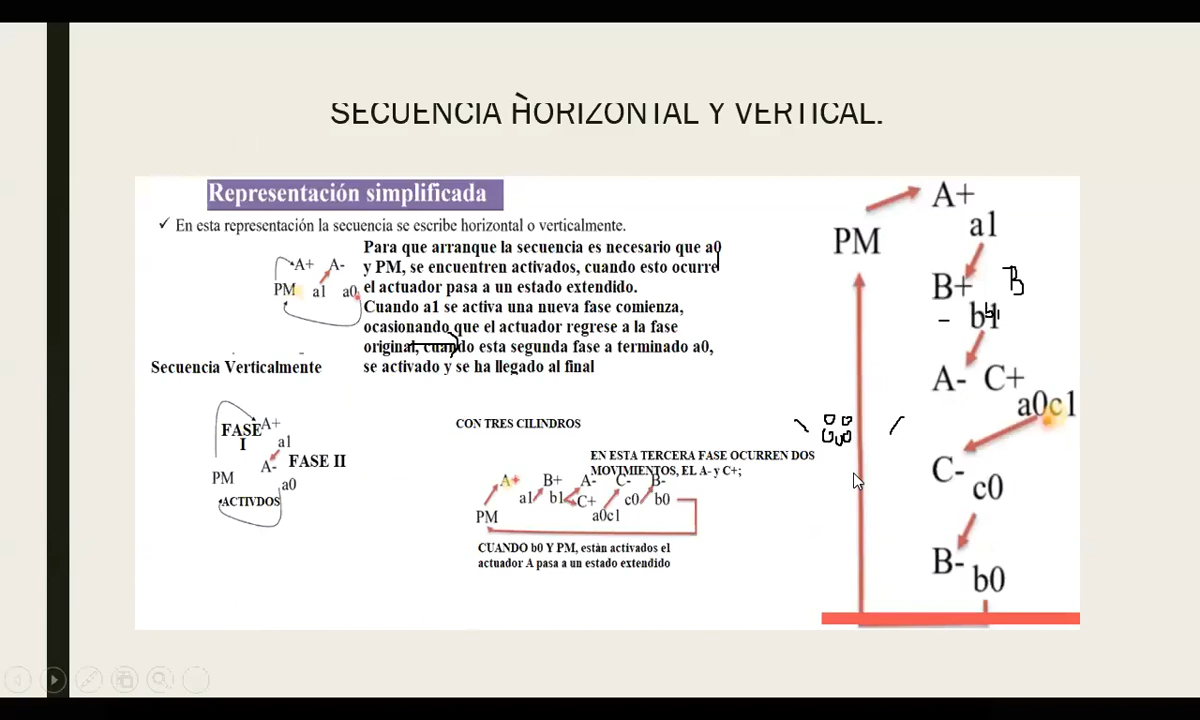 SECUENCIA HORIZONTAL Y VERTICAL.
Representación simplificada
✓ En esta representación la secuencia se escribe horizontal o verticalmente.
A+ A-
PM a1 a0
Para que arranque la secuencia es necesario que a0
y PM, se encuentren activados, cuando esto ocurre
el actuador pasa a un estado extendido.
Cuando a1 se activa una nueva fase comienza,
ocasionando que el actuador regrese a la fase
original, cuando esta segunda fase a terminado a0,
se activado y se ha llegado al final
Secuencia Verticalmente
FASE
I
A+
a1
A-
FASE II
PM
a0
ACTIVDOS
CON TRES CILINDROS
EN ESTA TERCERA FASE OCURREN DOS
MOVIMIENTOS, EL A- y C+;
A+ B+ A- C- B-
a1 b1 C+ c0 b0
PM a0c1
CUANDO b0 Y PM, están activados el
actuador A pasa a un estado extendido
A+
a1
PM
B+ B
- b1
A- C+
a0c1
C-
c0
B-
b0